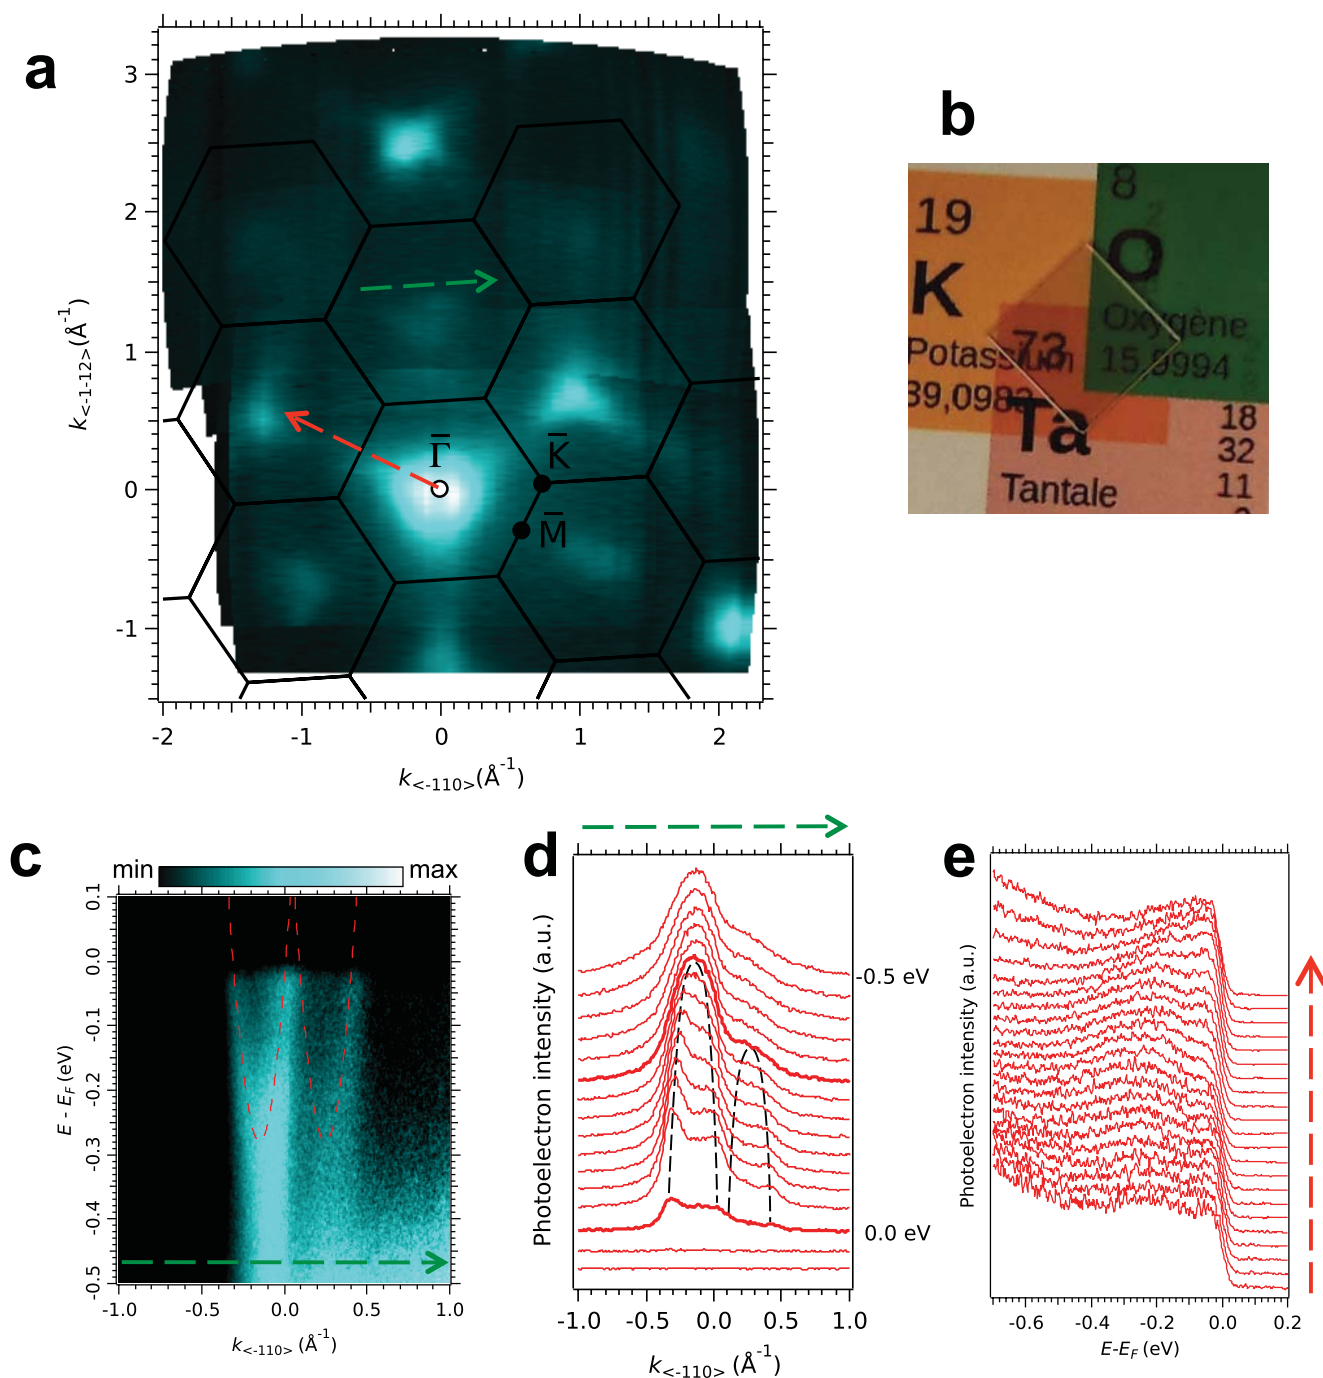 a
3
2
1
0
-1
-2
-1
0
1
2
k<-1-12>(Å-1)
k<-110>(Å-1)
Γ̅
K̅
M̅
b
19
K
Potassium
39,0983
8
O
Oxygène
15,9994
73
Ta
Tantale
18
32
11
2
c
min
max
0.1
0.0
-0.1
-0.2
-0.3
-0.4
-0.5
E - EF (eV)
-1.0
-0.5
0.0
0.5
1.0
k<-110> (Å-1)
d
Photoelectron intensity (a.u.)
-0.5 eV
0.0 eV
-1.0
-0.5
0.0
0.5
1.0
k<-110> (Å-1)
e
Photoelectron intensity (a.u.)
-0.6
-0.4
-0.2
0.0
0.2
E-EF (eV)